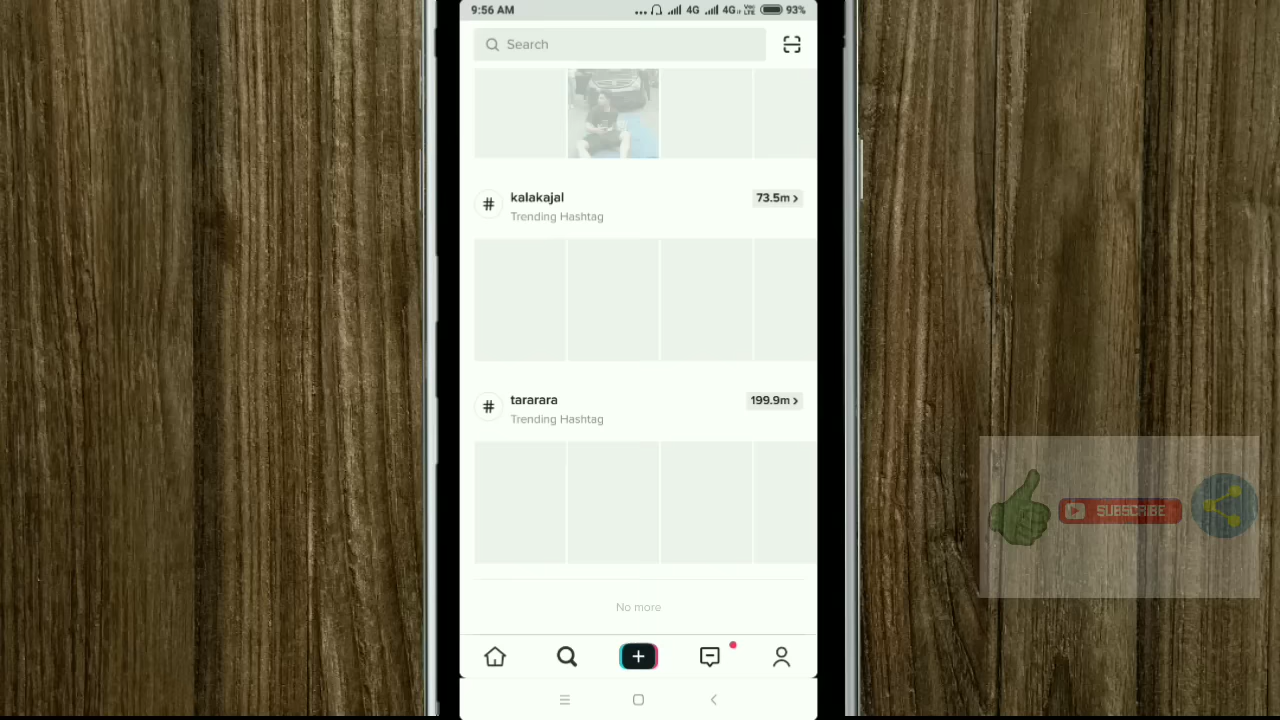 9:56 AM
4G 4G 93%
Search
# kalakajal 73.5m >
Trending Hashtag
# tararara 199.9m >
Trending Hashtag
No more
SUBSCRIBE